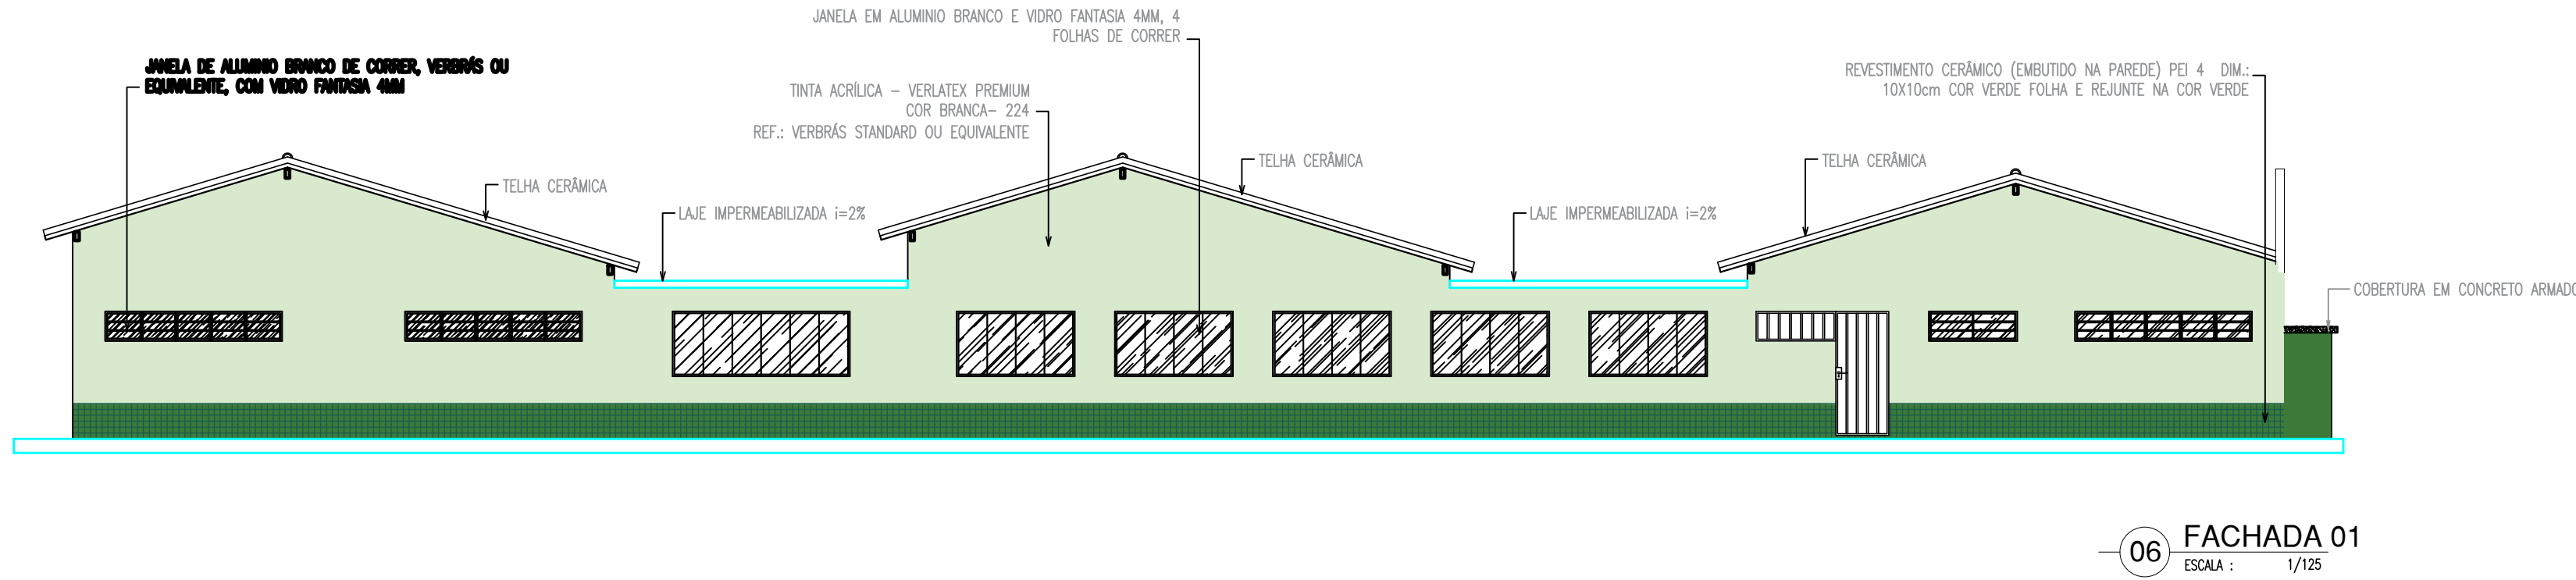 JANELA EM ALUMINIO BRANCO E VIDRO FANTASIA 4MM, 4
FOLHAS DE CORRER
JANELA DE ALUMINIO BRANCO DE CORRER, VERBRÁS OU
EQUIVALENTE, COM VIDRO FANTASIA 4MM
TINTA ACRÍLICA - VERLATEX PREMIUM
COR BRANCA- 224
REF.: VERBRÁS STANDARD OU EQUIVALENTE
REVESTIMENTO CERÂMICO (EMBUTIDO NA PAREDE) PEI 4 DIM.:
10X10cm COR VERDE FOLHA E REJUNTE NA COR VERDE
TELHA CERÂMICA
TELHA CERÂMICA
TELHA CERÂMICA
LAJE IMPERMEABILIZADA i=2%
LAJE IMPERMEABILIZADA i=2%
COBERTURA EM CONCRETO ARMADO
06 FACHADA 01
ESCALA : 1/125